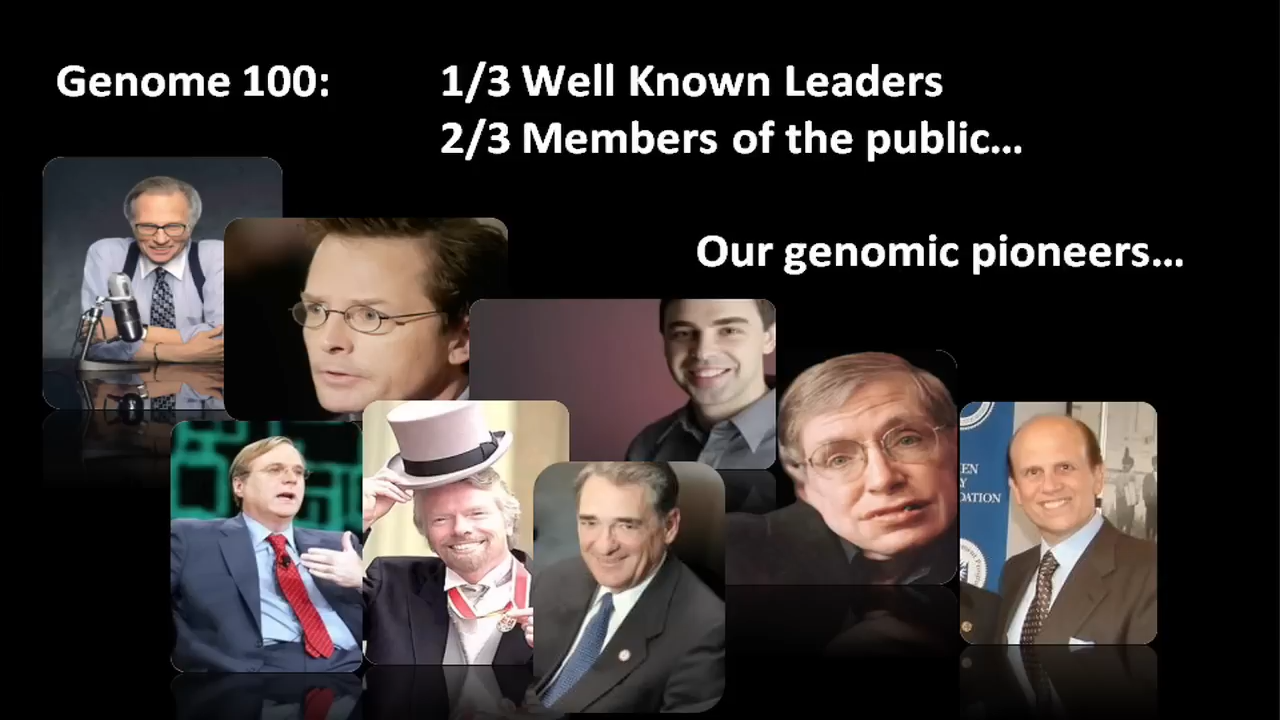 Genome 100:
1/3 Well Known Leaders
2/3 Members of the public...
Our genomic pioneers...